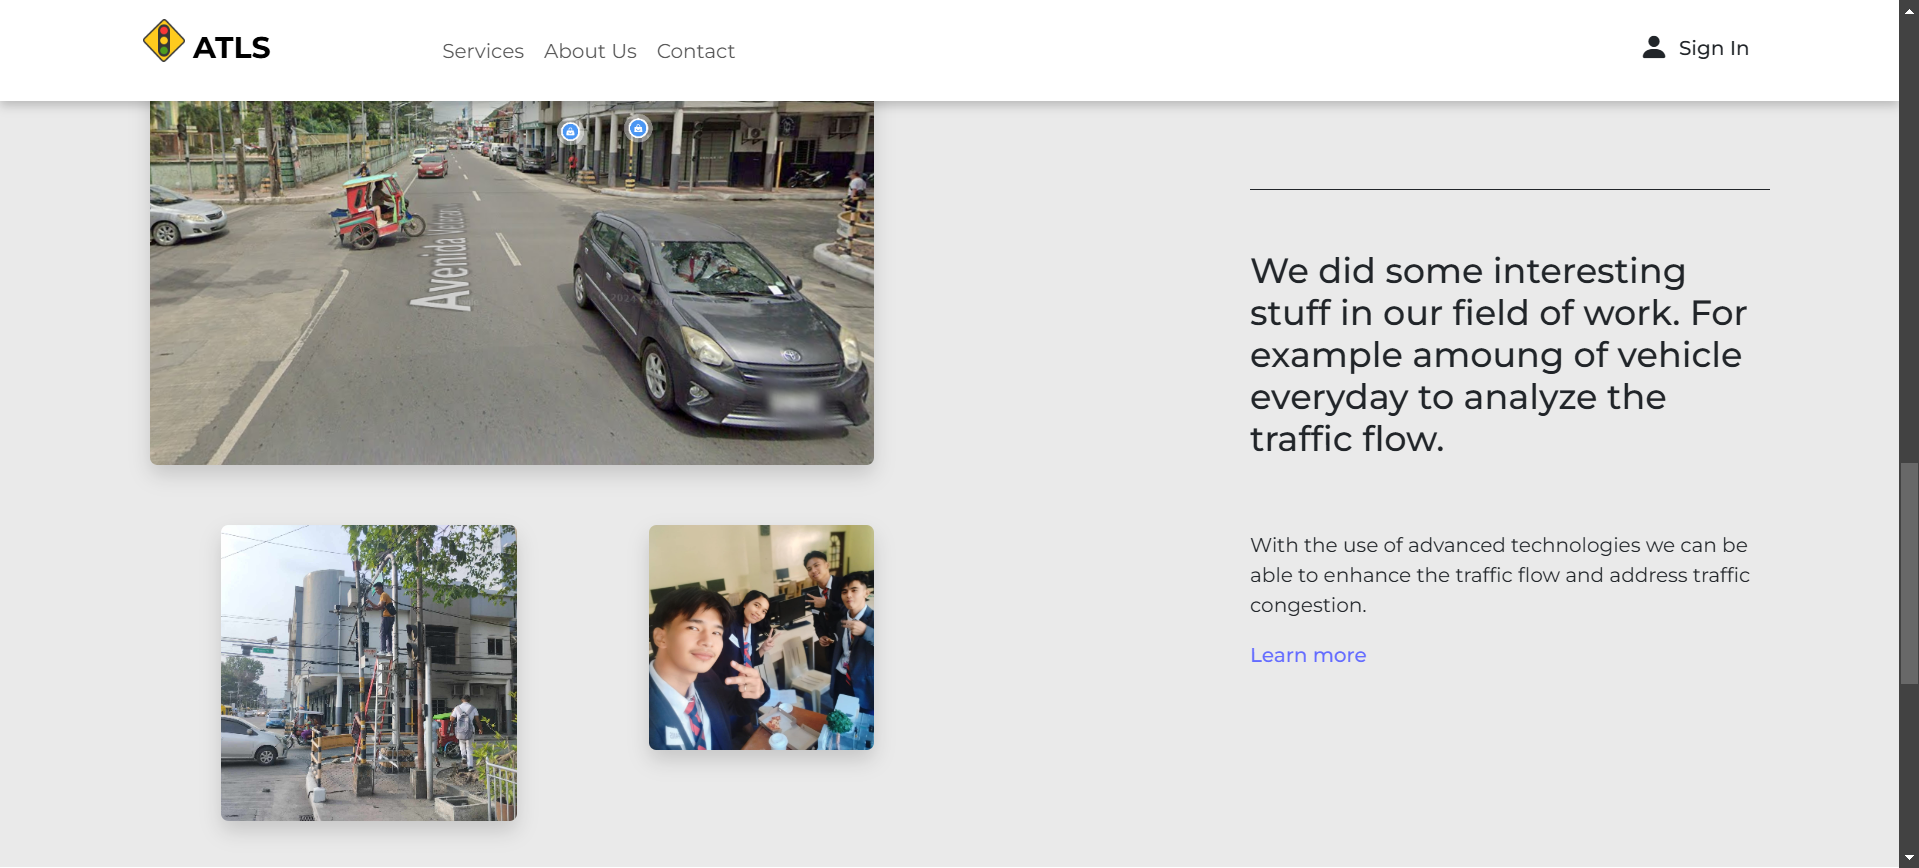 ATLS
Services
About Us
Contact
Sign In
Avenida Veteran
We did some interesting
stuff in our field of work. For
example amoung of vehicle
everyday to analyze the
traffic flow.
With the use of advanced technologies we can be
able to enhance the traffic flow and address traffic
congestion.
Learn more